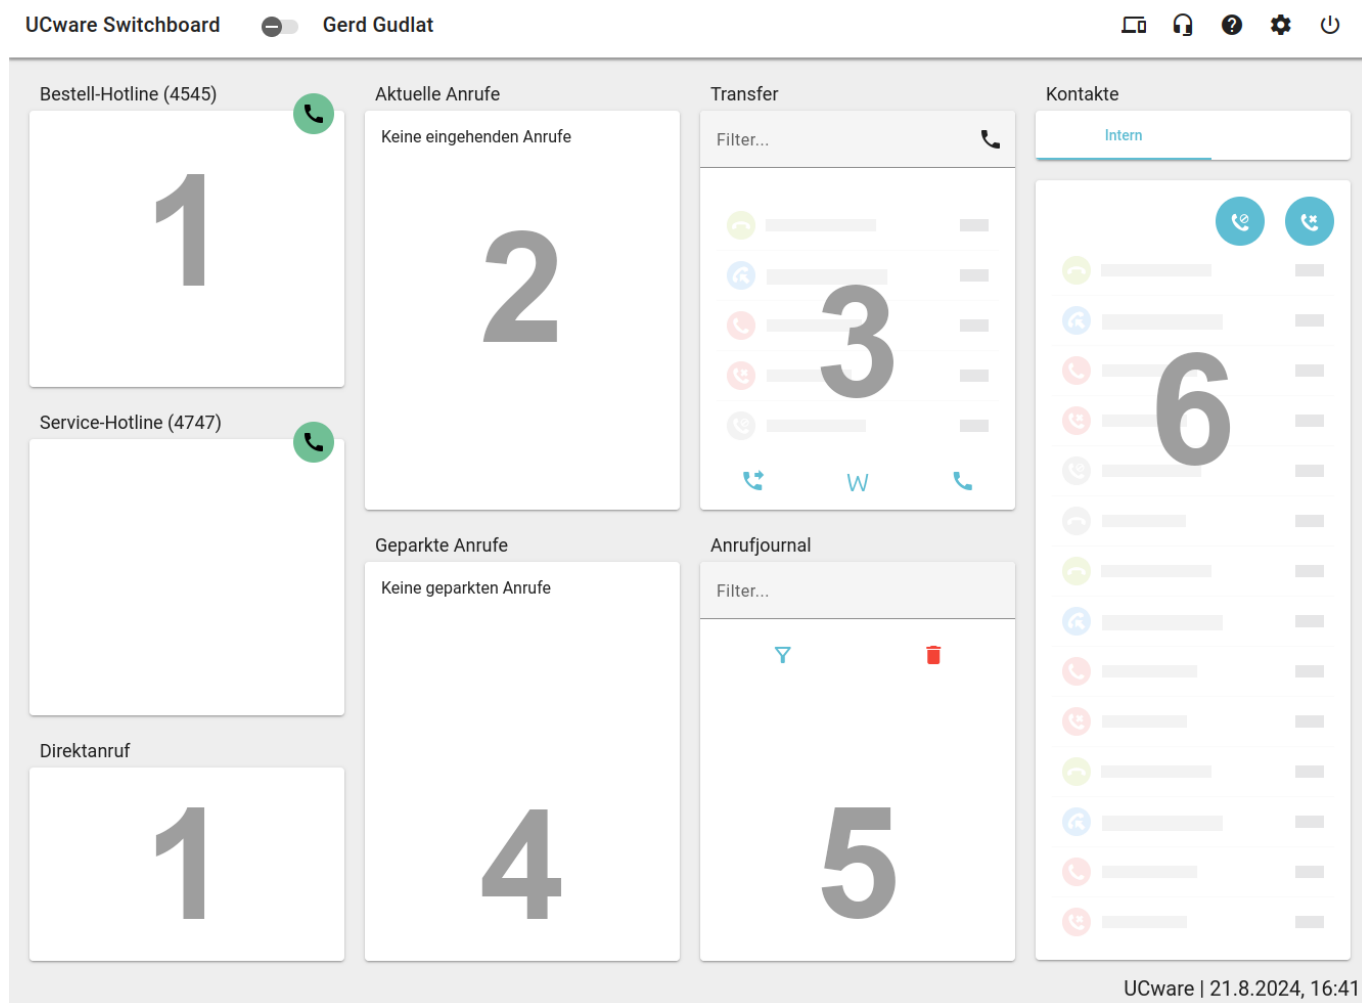 UCware Switchboard
Gerd Gudlat
Bestell-Hotline (4545)
1
Service-Hotline (4747)
Direktanruf
1
Aktuelle Anrufe
Keine eingehenden Anrufe
2
Geparkte Anrufe
Keine geparkten Anrufe
4
Transfer
Filter...
3
W
Anrufjournal
Filter...
5
Kontakte
Intern
6
UCware | 21.8.2024, 16:41